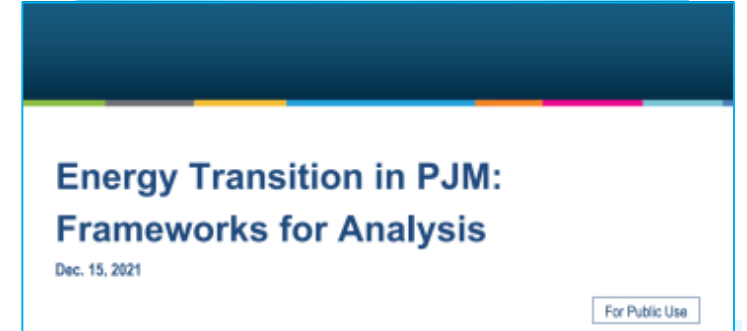 Energy Transition in PJM:
Frameworks for Analysis
Dec. 15, 2021
For Public Use